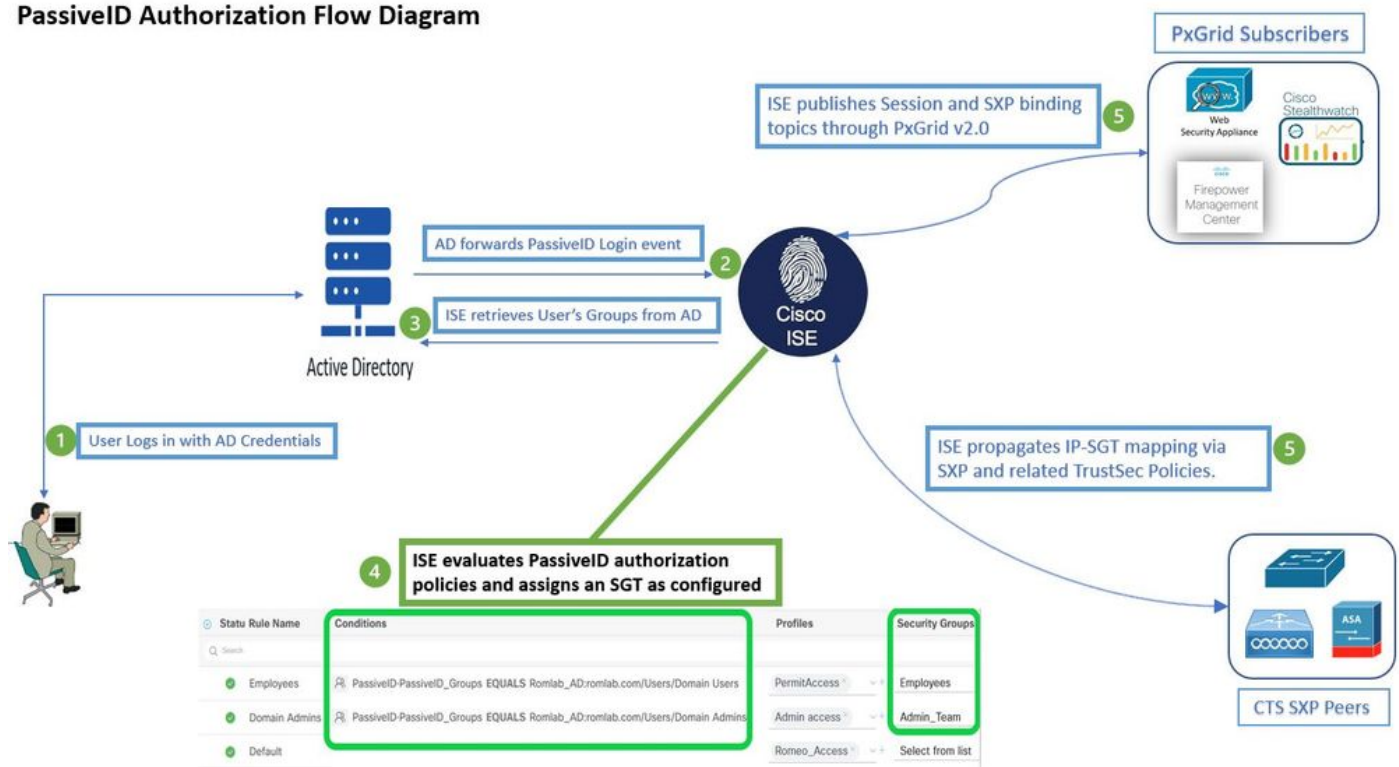 PassiveID Authorization Flow Diagram
PxGrid Subscribers
ISE publishes Session and SXP binding
topics through PxGrid v2.0
5
www.
Web
Security Appliance
Cisco
Stealthwatch
Firepower
Management
Center
AD forwards PassiveID Login event
2
ISE retrieves User's Groups from AD
3
Cisco
ISE
Active Directory
1
User Logs in with AD Credentials
ISE propagates IP-SGT mapping via
SXP and related TrustSec Policies.
5
4
ISE evaluates PassiveID authorization
policies and assigns an SGT as configured
ASA
CTS SXP Peers
Statu Rule Name Conditions Profiles Security Groups
Search
Employees PassiveID·PassiveID_Groups EQUALS Romlab_AD:romlab.com/Users/Domain Users PermitAccess Employees
Domain Admins PassiveID·PassiveID_Groups EQUALS Romlab_AD:romlab.com/Users/Domain Admins Admin access Admin_Team
Default Romeo_Access Select from list